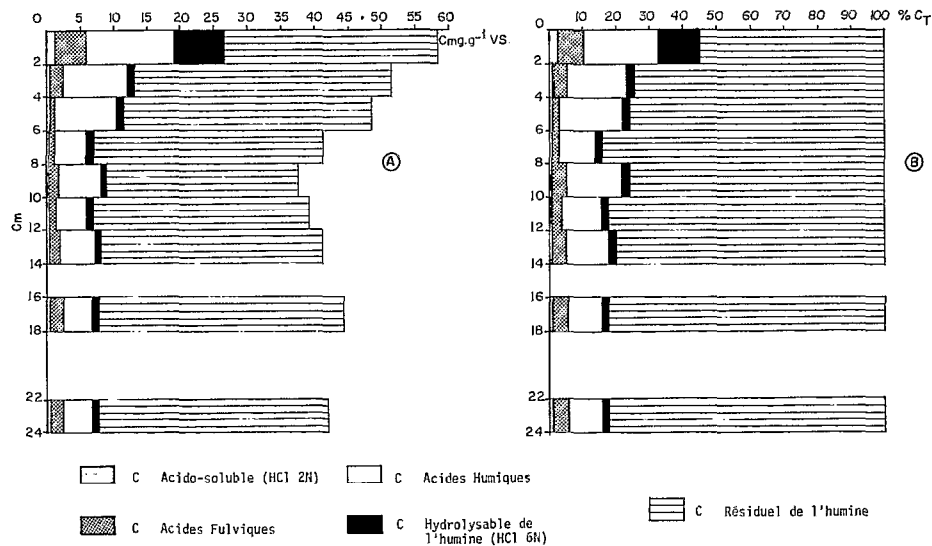 0 5 10 15 20 25 30 35 40 45 50 55 60
Cmg.g⁻¹ VS.
0 10 20 30 40 50 60 70 80 90 100 % C_T
2
4
6
8
10
12
14
16
18
22
24
Cm
A
2
4
6
8
10
12
14
16
18
22
24
B
C Acido-soluble (HCl 2N)
C Acides Humiques
C Acides Fulviques
C Hydrolysable de
l'humine (HCl 6N)
C Résiduel de l'humine